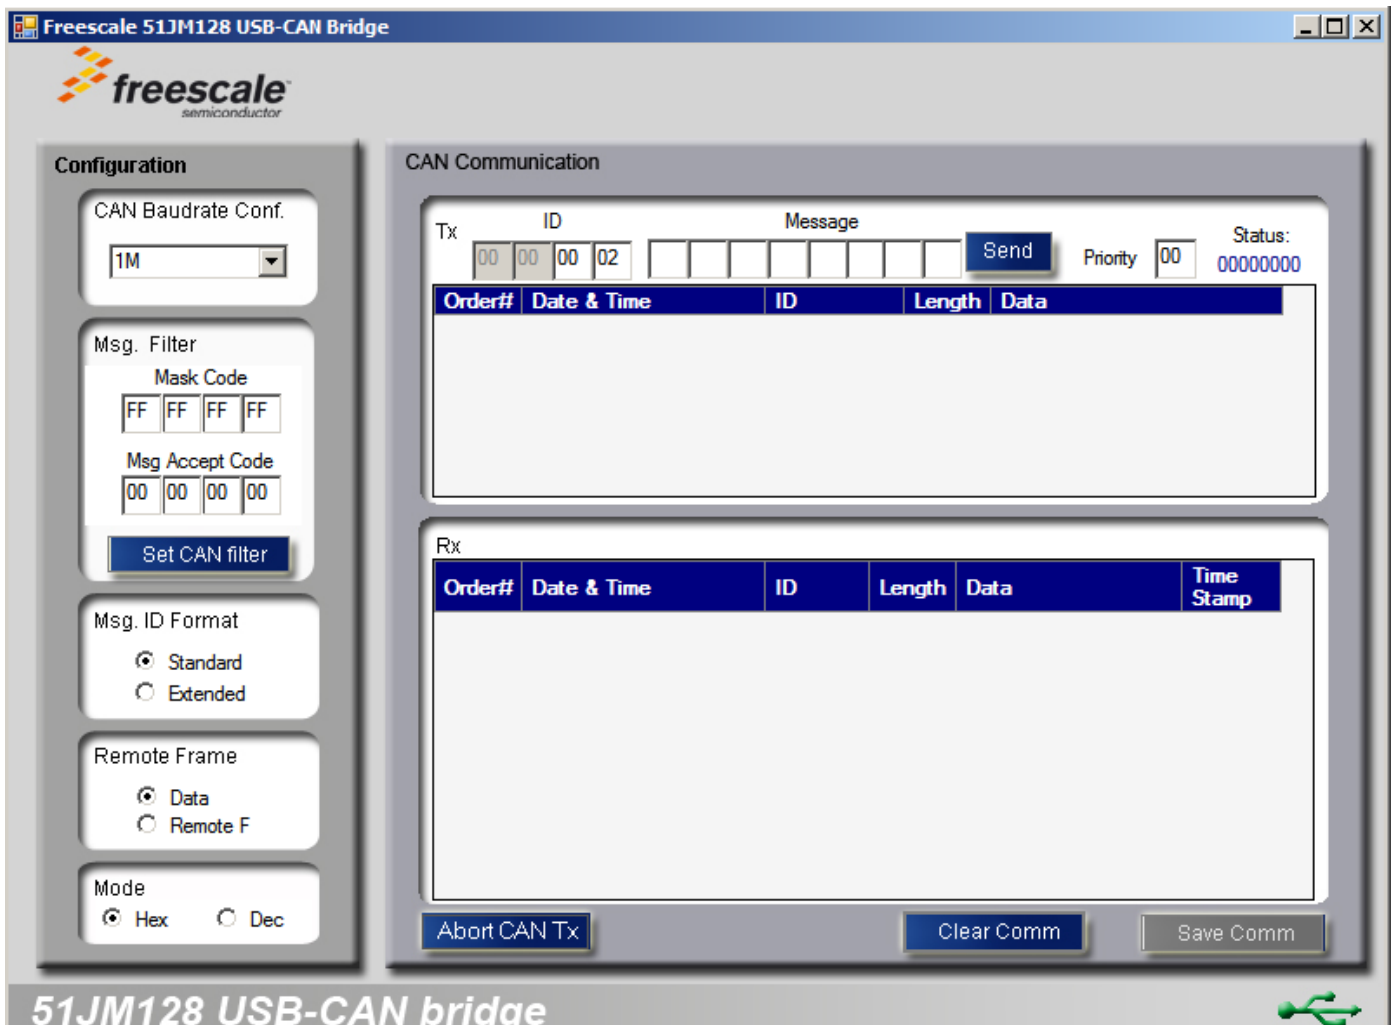 Freescale 51JM128 USB-CAN Bridge
freescale™
semiconductor
Configuration
CAN Baudrate Conf.
1M
Msg. Filter
Mask Code
FF FF FF FF
Msg Accept Code
00 00 00 00
Set CAN filter
Msg. ID Format
Standard
Extended
Remote Frame
Data
Remote F
Mode
Hex Dec
CAN Communication
Tx ID Message Status:
00 00 00 02 Send Priority 00 00000000
Order# Date & Time ID Length Data
Rx
Order# Date & Time ID Length Data Time Stamp
Abort CAN Tx Clear Comm Save Comm
51JM128 USB-CAN bridge